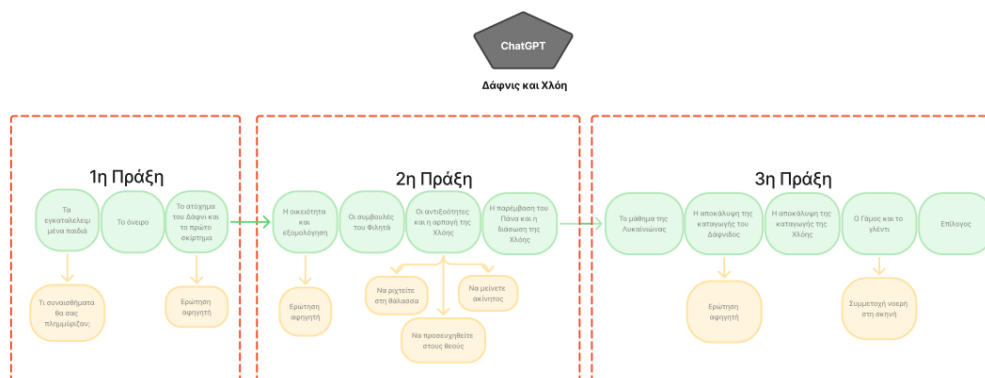 ChatGPT
Δάφνις και Χλόη
1η Πράξη
Τα
εγκαταλελειμ
μένα παιδιά
Το όνειρο
Το ατύχημα
του Δάφνι και
το πρώτο
σκίρτημα
Τι συναισθήματα
θα σας
πλημμύριζαν;
Ερώτηση
αφηγητή
2η Πράξη
Η οικειότητα και
εξομολόγηση
Οι συμβουλές
του Φιλητά
Οι αντιξοότητες
και η αρπαγή της
Χλόης
Η παρέμβαση του
Πάνα και η
διάσωση της
Χλόης
Ερώτηση
αφηγητή
Να ριχτείτε
στη θάλασσα
Να προσευχηθείτε
στους θεούς
Να μείνετε
ακίνητος
3η Πράξη
Το μάθημα της
Λυκαινώνας
Η αποκάλυψη της
καταγωγής του
Δάφνιδος
Η αποκάλυψη της
καταγωγής της
Χλόης
Ο Γάμος και το
γλέντι
Επίλογος
Ερώτηση
αφηγητή
Συμμετοχή νοερή
στη σκηνή